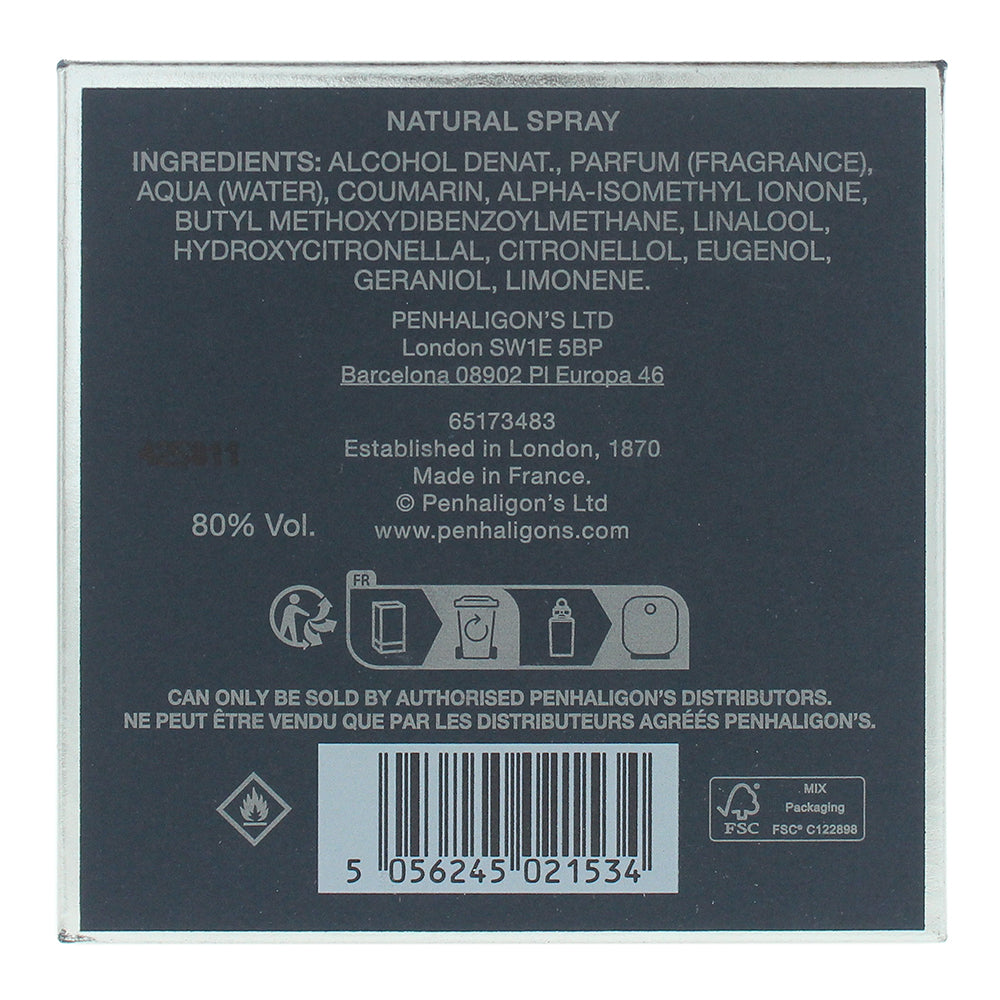 NATURAL SPRAY
INGREDIENTS: ALCOHOL DENAT., PARFUM (FRAGRANCE),
AQUA (WATER), COUMARIN, ALPHA-ISOMETHYL IONONE,
BUTYL METHOXYDIBENZOYLMETHANE, LINALOOL,
HYDROXYCITRONELLAL, CITRONELLOL, EUGENOL,
GERANIOL, LIMONENE.
PENHALIGON'S LTD
London SW1E 5BP
Barcelona 08902 Pl Europa 46
65173483
Established in London, 1870
Made in France.
© Penhaligon's Ltd
80% Vol.
www.penhaligons.com
FR
CAN ONLY BE SOLD BY AUTHORISED PENHALIGON'S DISTRIBUTORS.
NE PEUT ÊTRE VENDU QUE PAR LES DISTRIBUTEURS AGRÉÉS PENHALIGON'S.
5 056245 021534
FSC
MIX
Packaging
FSC® C122898